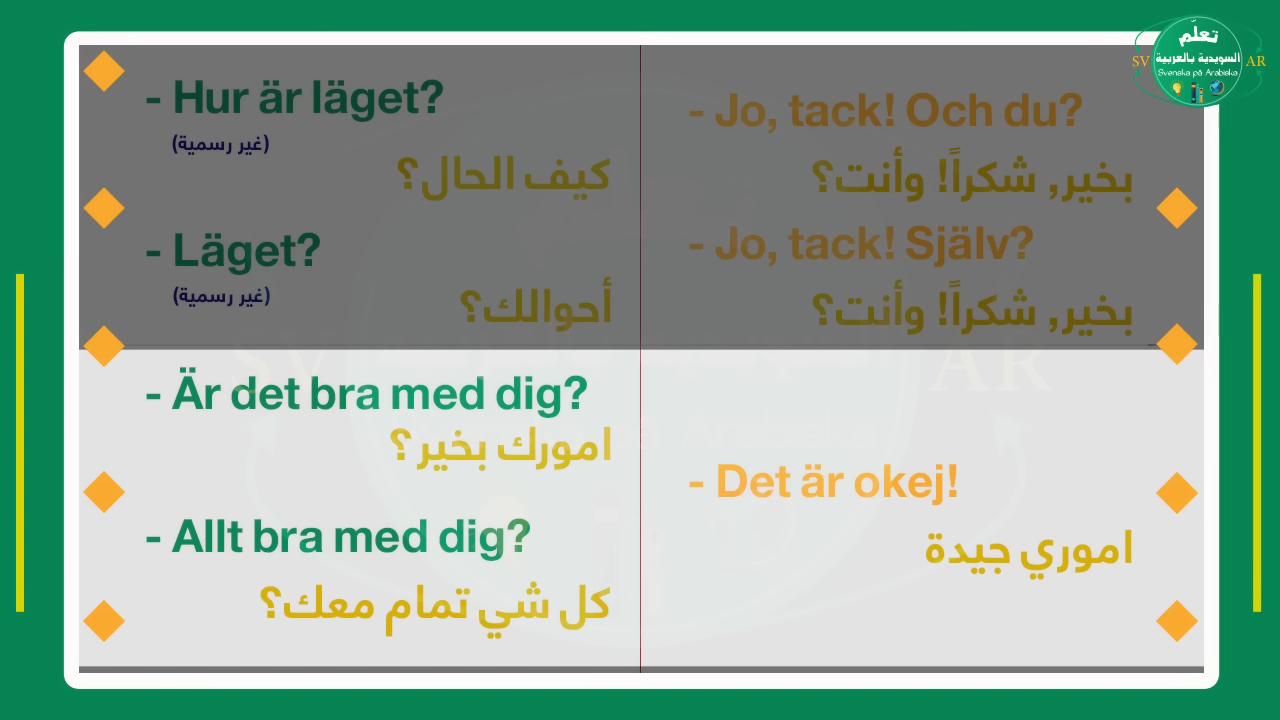 - Hur är läget?
(غير رسمية)
كيف الحال؟
- Läget?
(غير رسمية)
أحوالك؟
- Är det bra med dig?
امورك بخير؟
- Allt bra med dig?
كل شي تمام معك؟
- Jo, tack! Och du?
بخير, شكراً! وأنت؟
- Jo, tack! Själv?
بخير, شكراً! وأنت؟
- Det är okej!
اموري جيدة
تعلّم
SV السويدية بالعربية AR
Svenska på Arabiska
SV AR